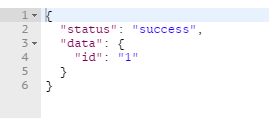 1 {
2 "status": "success",
3 "data": {
4 "id": "1"
5 }
6 }